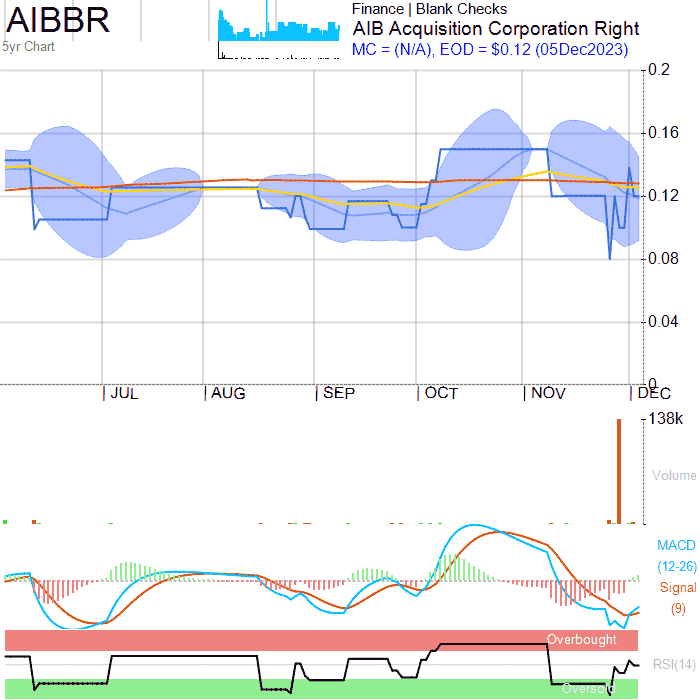 AIBBR
5yr Chart
Finance | Blank Checks
AIB Acquisition Corporation Right
MC = (N/A), EOD = $0.12 (05Dec2023)
0.2
0.16
0.12
0.08
0.04
0
JUL
AUG
SEP
OCT
NOV
DEC
138k
Volume
MACD
(12-26)
Signal
(9)
Overbought
RSI(14)
Oversold